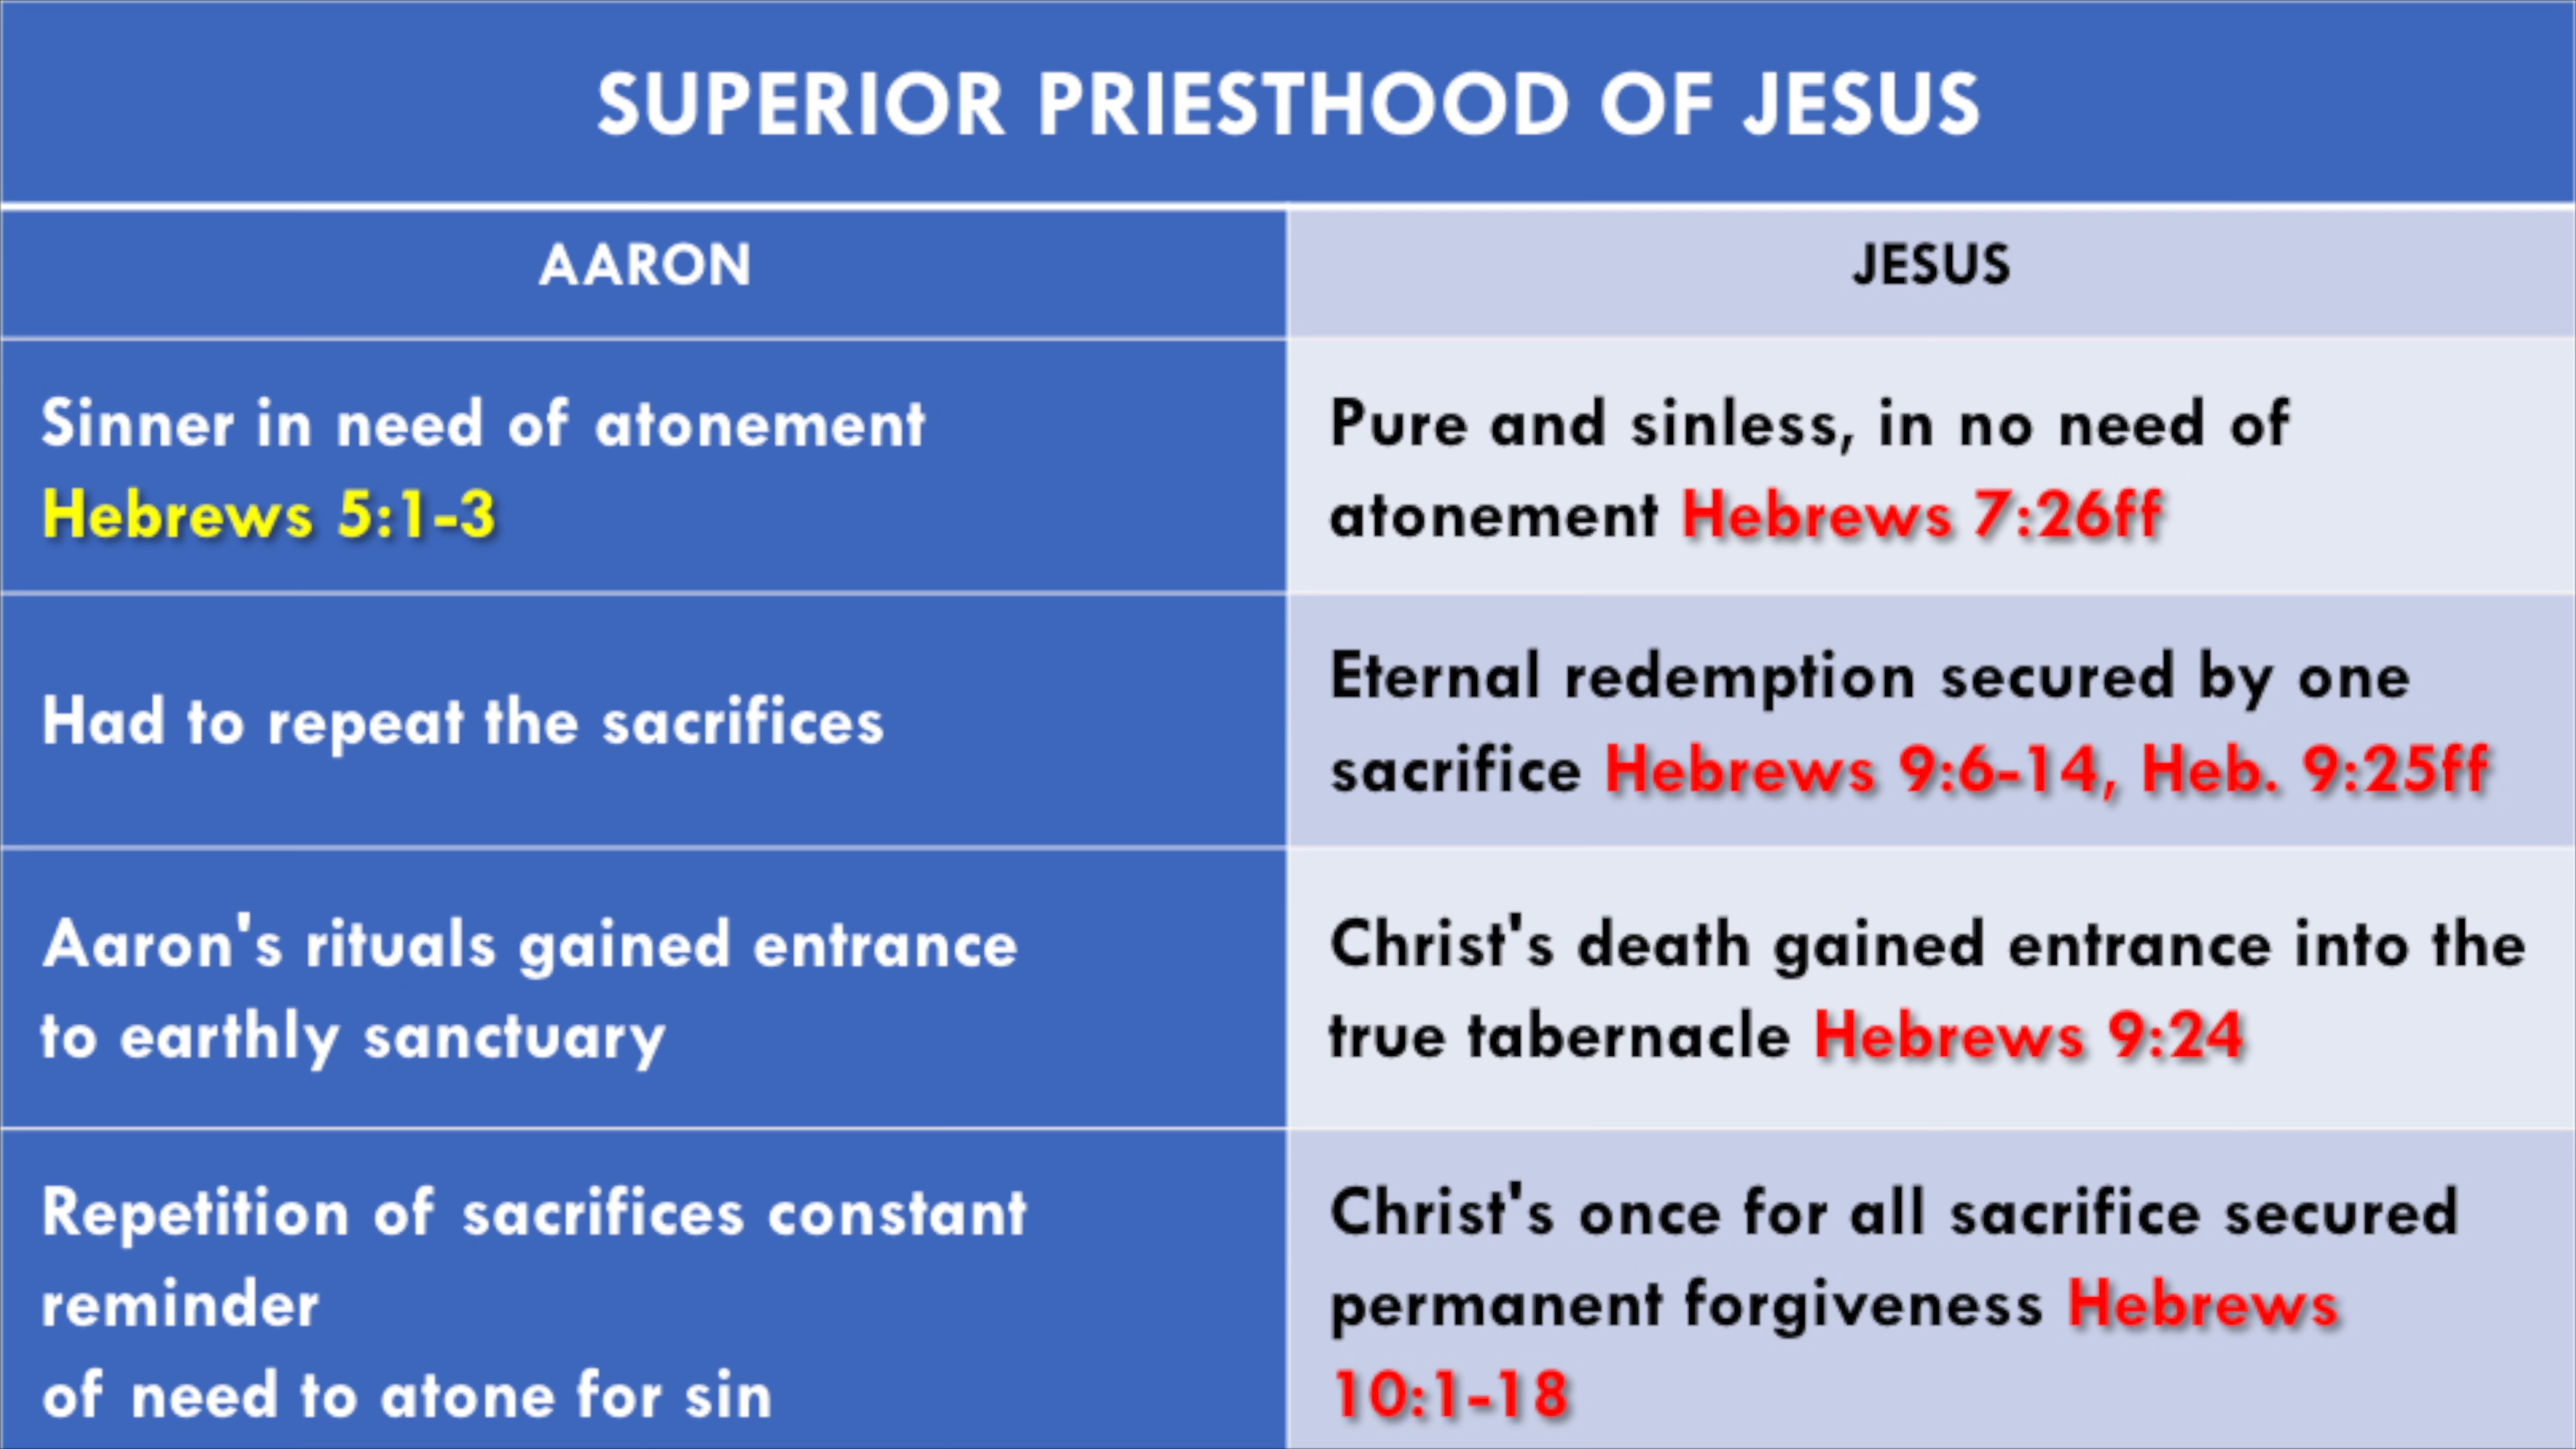 SUPERIOR PRIESTHOOD OF JESUS
AARON
JESUS
Sinner in need of atonement
Hebrews 5:1-3
Pure and sinless, in no need of
atonement Hebrews 7:26ff
Had to repeat the sacrifices
Eternal redemption secured by one
sacrifice Hebrews 9:6-14, Heb. 9:25ff
Aaron's rituals gained entrance
to earthly sanctuary
Christ's death gained entrance into the
true tabernacle Hebrews 9:24
Repetition of sacrifices constant
reminder
of need to atone for sin
Christ's once for all sacrifice secured
permanent forgiveness Hebrews
10:1-18